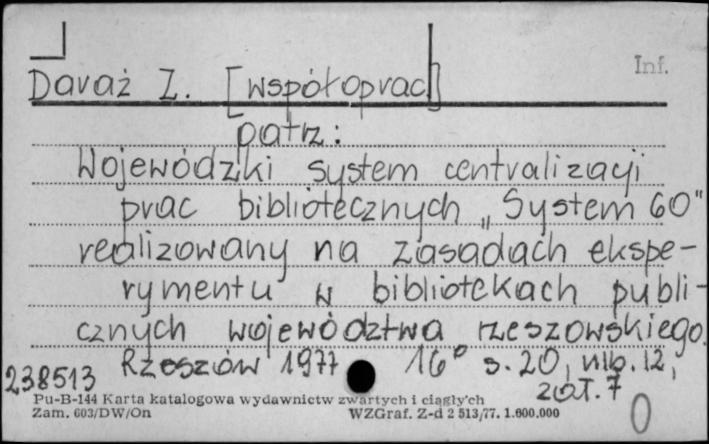 Inf.
Davaż Z. [współoprac]
patrz:
Wojewódzki system centralizacji
prac bibliotecznych „System 60"
realizowany na zasadach ekspe-
rymentu w bibliotekach publi-
cznych województwa rzeszowskiego.
Rzeszów 1977 16° s. 20, nlb. 12,
238513 zał. 7
Pu-B-144 Karta katalogowa wydawnictw zwartych i ciągłych
Zam. 603/DW/On WZGraf. Z-d 2 513/77. 1.600.000
0